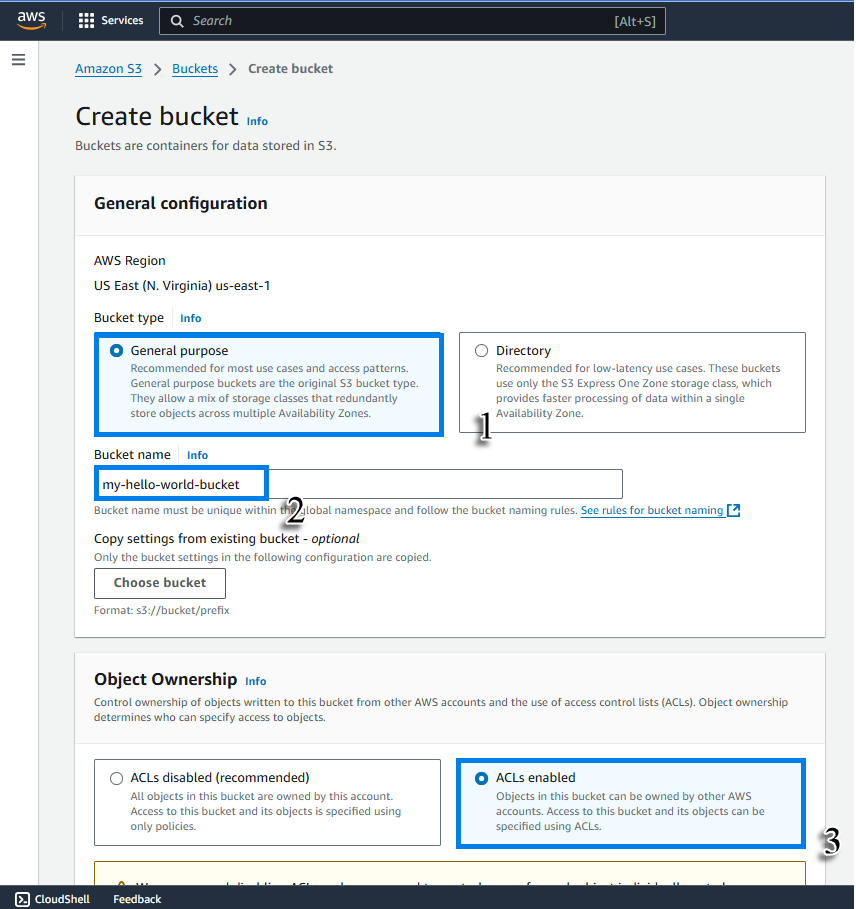 aws
Services
Search
[Alt+S]
Amazon S3 > Buckets > Create bucket
Create bucket Info
Buckets are containers for data stored in S3.
General configuration
AWS Region
US East (N. Virginia) us-east-1
Bucket type Info
General purpose
Recommended for most use cases and access patterns.
General purpose buckets are the original S3 bucket type.
They allow a mix of storage classes that redundantly
store objects across multiple Availability Zones.
Directory
Recommended for low-latency use cases. These buckets
use only the S3 Express One Zone storage class, which
provides faster processing of data within a single
Availability Zone.
1
Bucket name Info
my-hello-world-bucket
2
Bucket name must be unique within the global namespace and follow the bucket naming rules. See rules for bucket naming
Copy settings from existing bucket - optional
Only the bucket settings in the following configuration are copied.
Choose bucket
Format: s3://bucket/prefix
Object Ownership Info
Control ownership of objects written to this bucket from other AWS accounts and the use of access control lists (ACLs). Object ownership
determines who can specify access to objects.
ACLs disabled (recommended)
All objects in this bucket are owned by this account.
Access to this bucket and its objects is specified using
only policies.
ACLs enabled
Objects in this bucket can be owned by other AWS
accounts. Access to this bucket and its objects can be
specified using ACLs.
3
CloudShell
Feedback